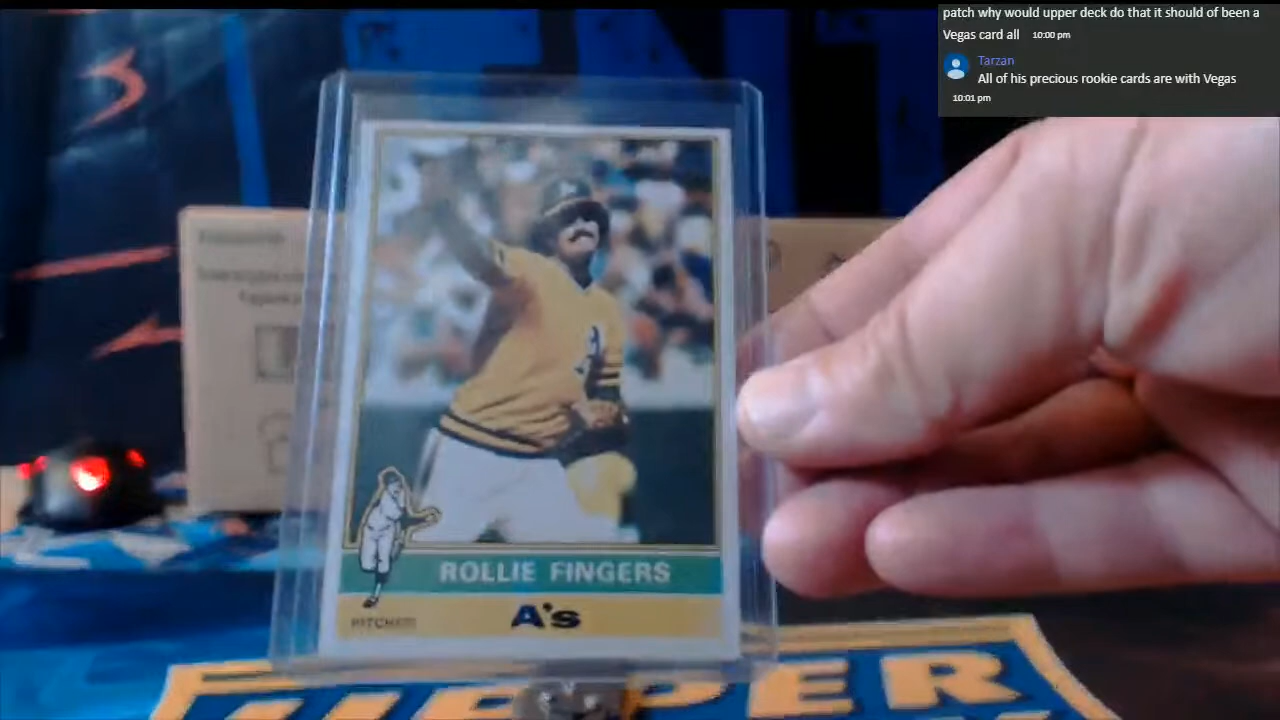 patch why would upper deck do that it should of been a
Vegas card all 10:00 pm
Tarzan
All of his precious rookie cards are with Vegas
10:01 pm
ROLLIE FINGERS
PITCHER
A's
UPPER